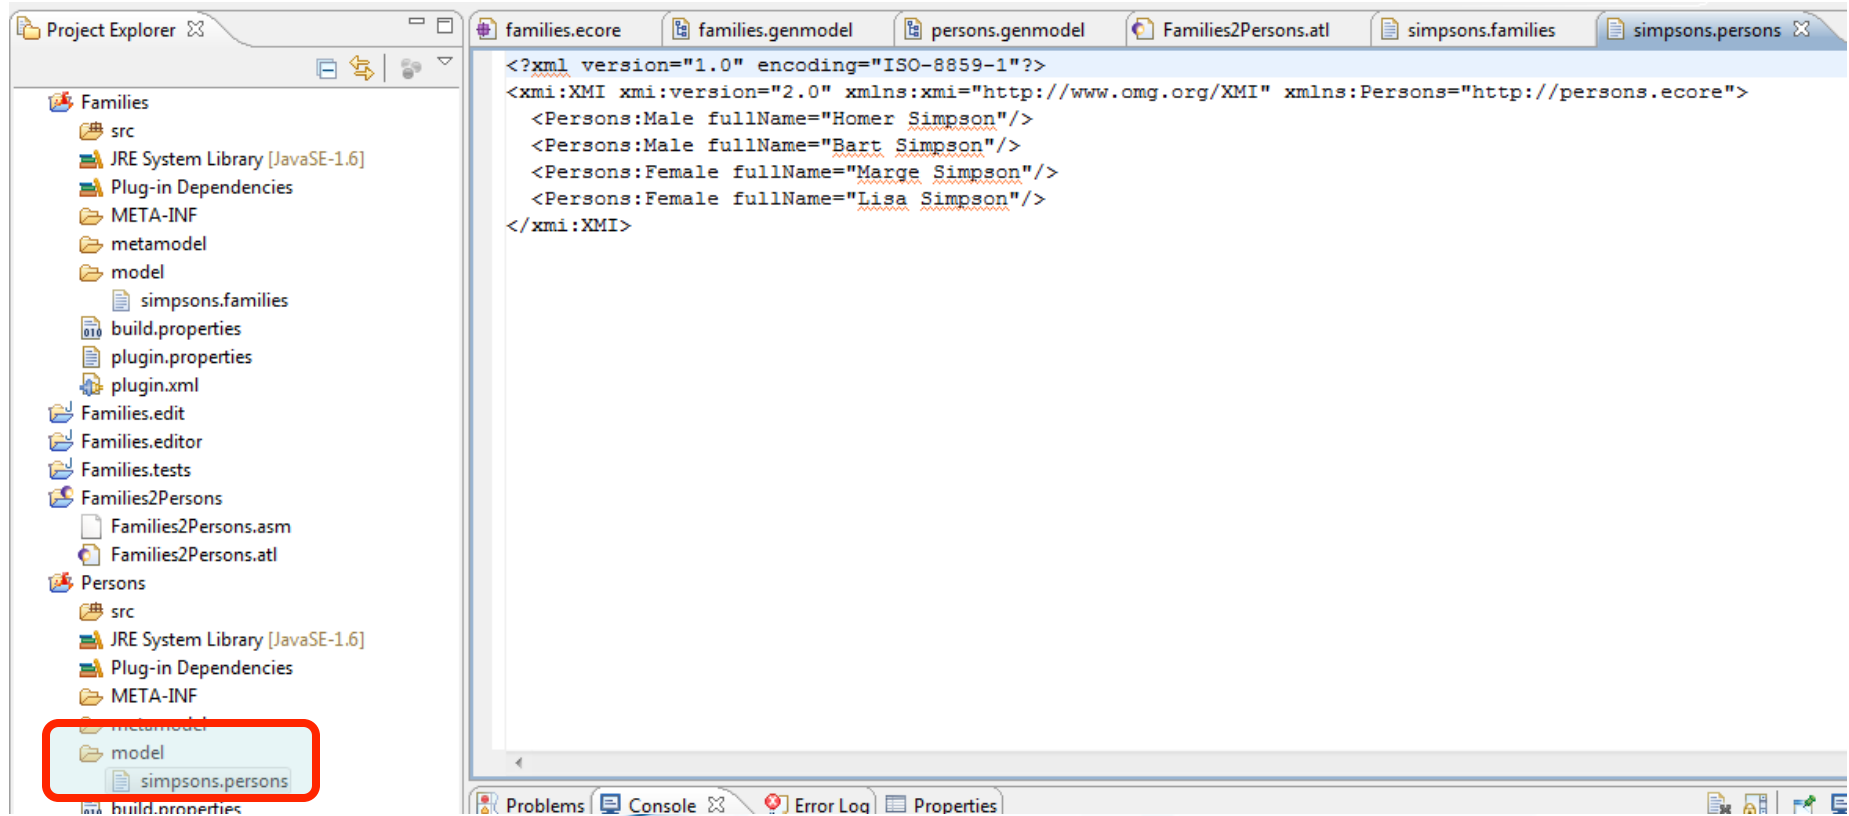 Project Explorer
Families
src
JRE System Library [JavaSE-1.6]
Plug-in Dependencies
META-INF
metamodel
model
simpsons.families
build.properties
plugin.properties
plugin.xml
Families.edit
Families.editor
Families.tests
Families2Persons
Families2Persons.asm
Families2Persons.atl
Persons
src
JRE System Library [JavaSE-1.6]
Plug-in Dependencies
META-INF
metamodel
model
simpsons.persons
build.properties
families.ecore
families.genmodel
persons.genmodel
Families2Persons.atl
simpsons.families
simpsons.persons
<?xml version="1.0" encoding="ISO-8859-1"?>
<xmi:XMI xmi:version="2.0" xmlns:xmi="http://www.omg.org/XMI" xmlns:Persons="http://persons.ecore">
<Persons:Male fullName="Homer Simpson"/>
<Persons:Male fullName="Bart Simpson"/>
<Persons:Female fullName="Marge Simpson"/>
<Persons:Female fullName="Lisa Simpson"/>
</xmi:XMI>
Problems
Console
Error Log
Properties